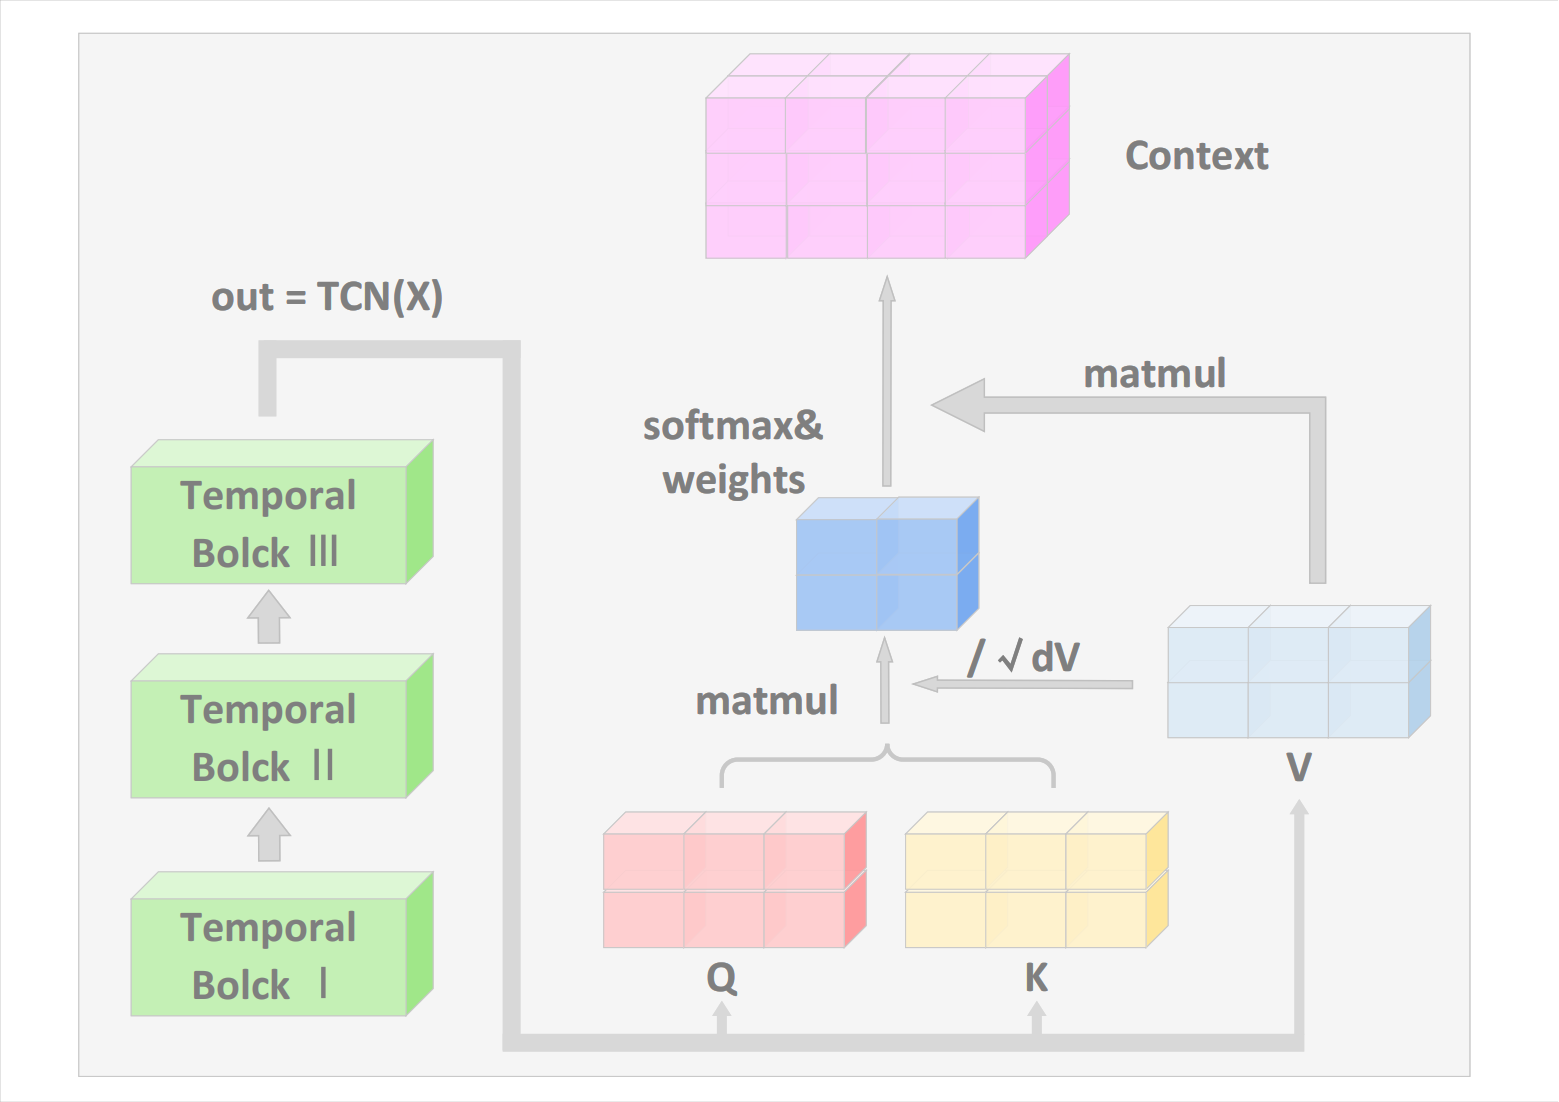 Context
out = TCN(X)
matmul
softmax&
weights
Temporal
Bolck Ⅲ
/ √ dV
matmul
Temporal
Bolck Ⅱ
V
Temporal
Bolck Ⅰ
Q
K